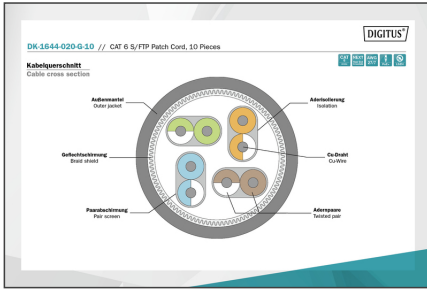 DIGITUS®
DK-1644-020-G-10 // CAT 6 S/FTP Patch Cord, 10 Pieces
Kabelquerschnitt
Cable cross section
Außenmantel
Outer jacket
Aderisolierung
Isolation
Geflechtschirmung
Braid shield
Cu-Draht
Cu-Wire
Paarabschirmung
Pair screen
Aderpaare
Twisted pair